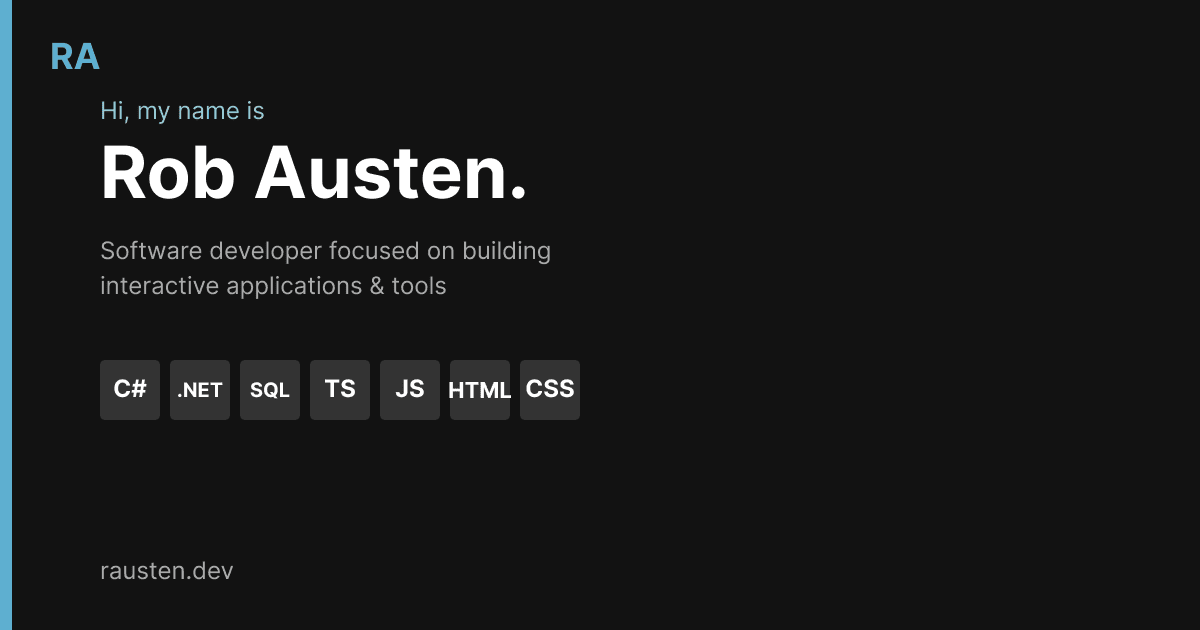 RA
Hi, my name is
Rob Austen.
Software developer focused on building
interactive applications & tools
C# .NET SQL TS JS HTML CSS
rausten.dev